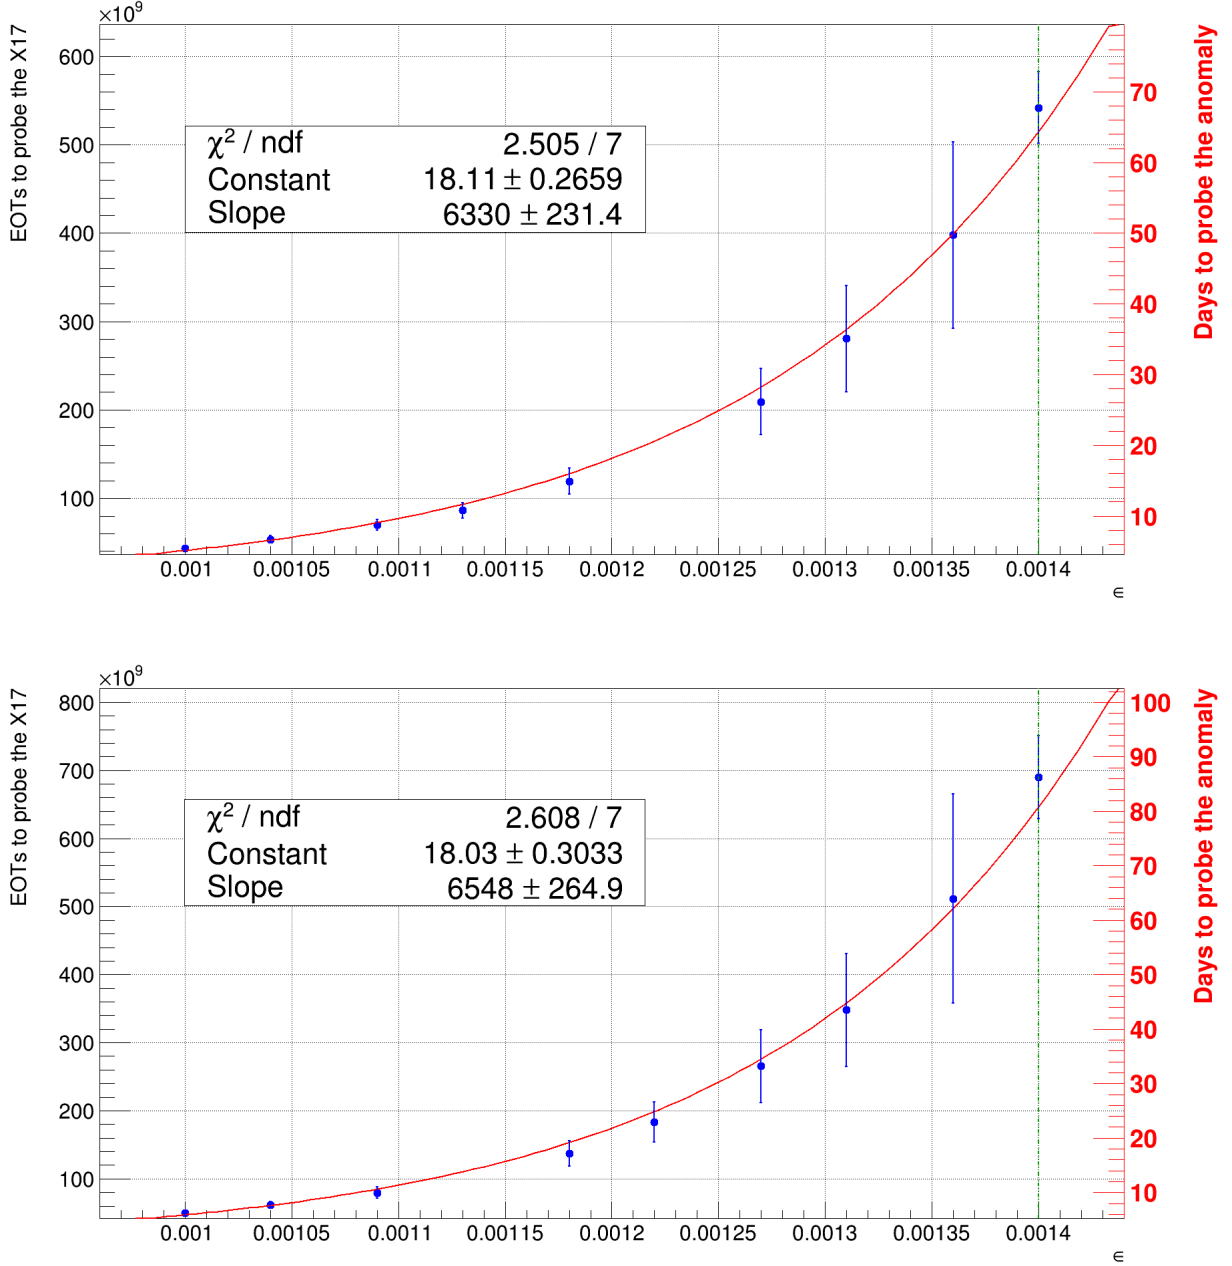 ×10⁹
EOTs to probe the X17
600
500
400
300
200
100
χ² / ndf 2.505 / 7
Constant 18.11 ± 0.2659
Slope 6330 ± 231.4
70
60
50
40
30
20
10
Days to probe the anomaly
0.001 0.00105 0.0011 0.00115 0.0012 0.00125 0.0013 0.00135 0.0014
∈
×10⁹
EOTs to probe the X17
800
700
600
500
400
300
200
100
χ² / ndf 2.608 / 7
Constant 18.03 ± 0.3033
Slope 6548 ± 264.9
100
90
80
70
60
50
40
30
20
10
Days to probe the anomaly
0.001 0.00105 0.0011 0.00115 0.0012 0.00125 0.0013 0.00135 0.0014
∈